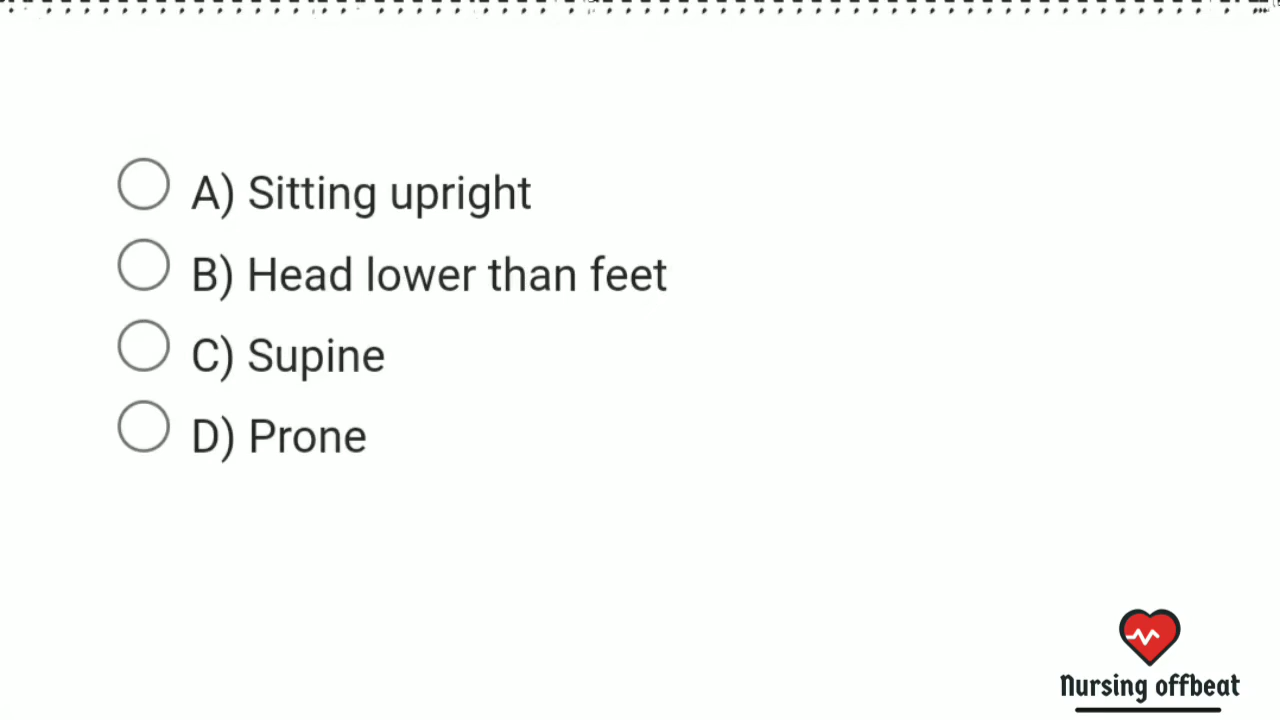 A) Sitting upright
B) Head lower than feet
C) Supine
D) Prone
Nursing offbeat